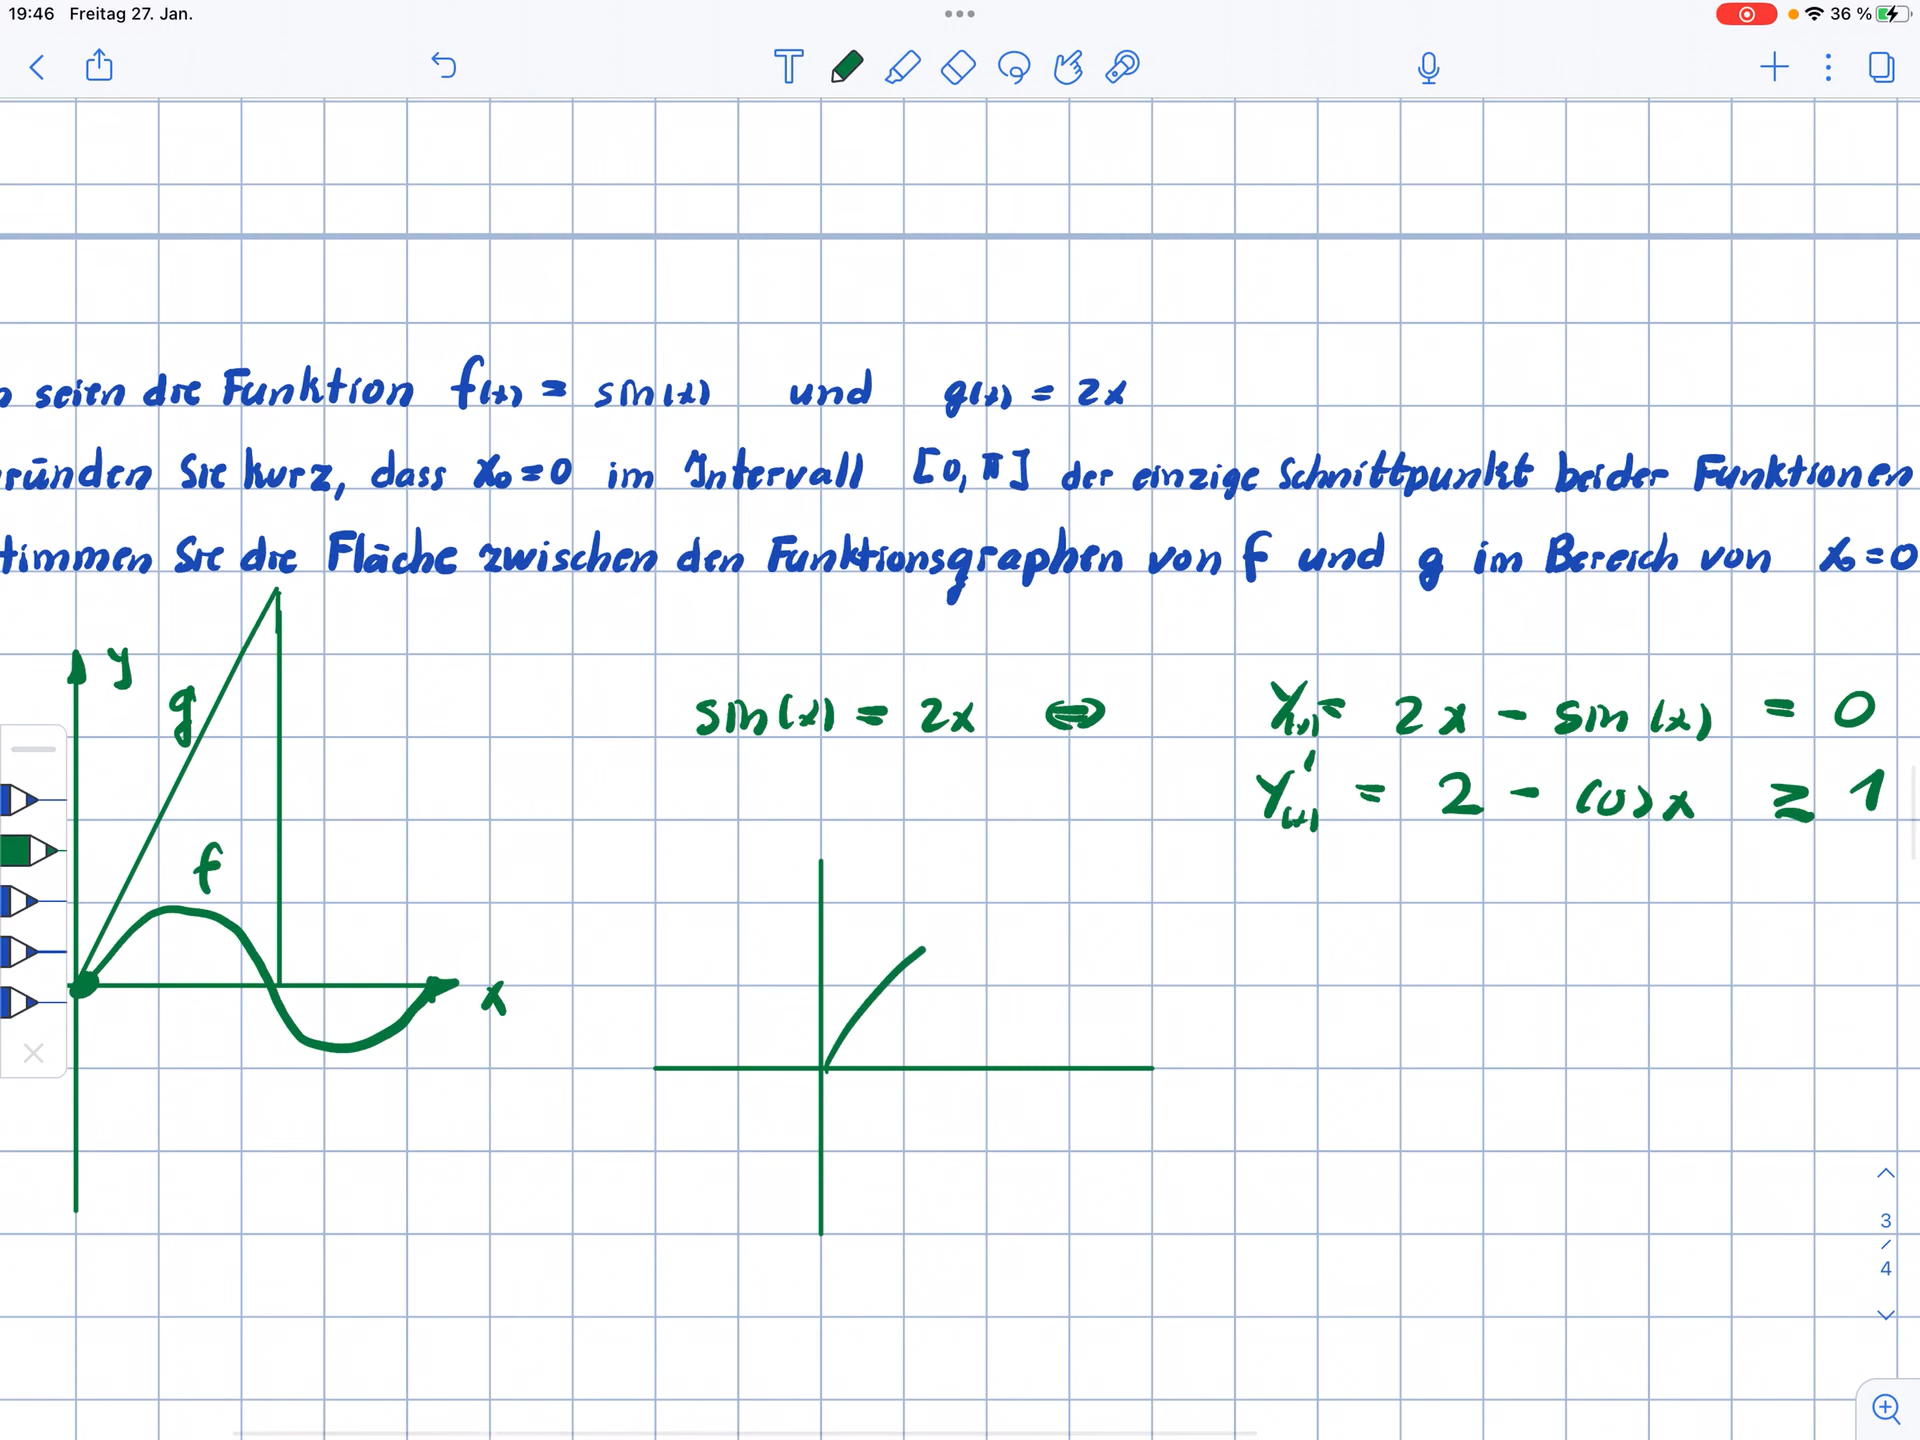 19:46 Freitag 27. Jan. 36 %
seien die Funktion f(x) = sin(x) und g(x) = 2x
ründen Sie kurz, dass x₀=0 im Intervall [0, π] der einzige Schnittpunkt beider Funktionen
timmen Sie die Fläche zwischen den Funktionsgraphen von f und g im Bereich von x₀=0
y
g
sin(x) = 2x ⇔ Y(x)= 2x - sin(x) = 0
Y'(x) = 2 - cosx ≥ 1
f
x
3
/
4